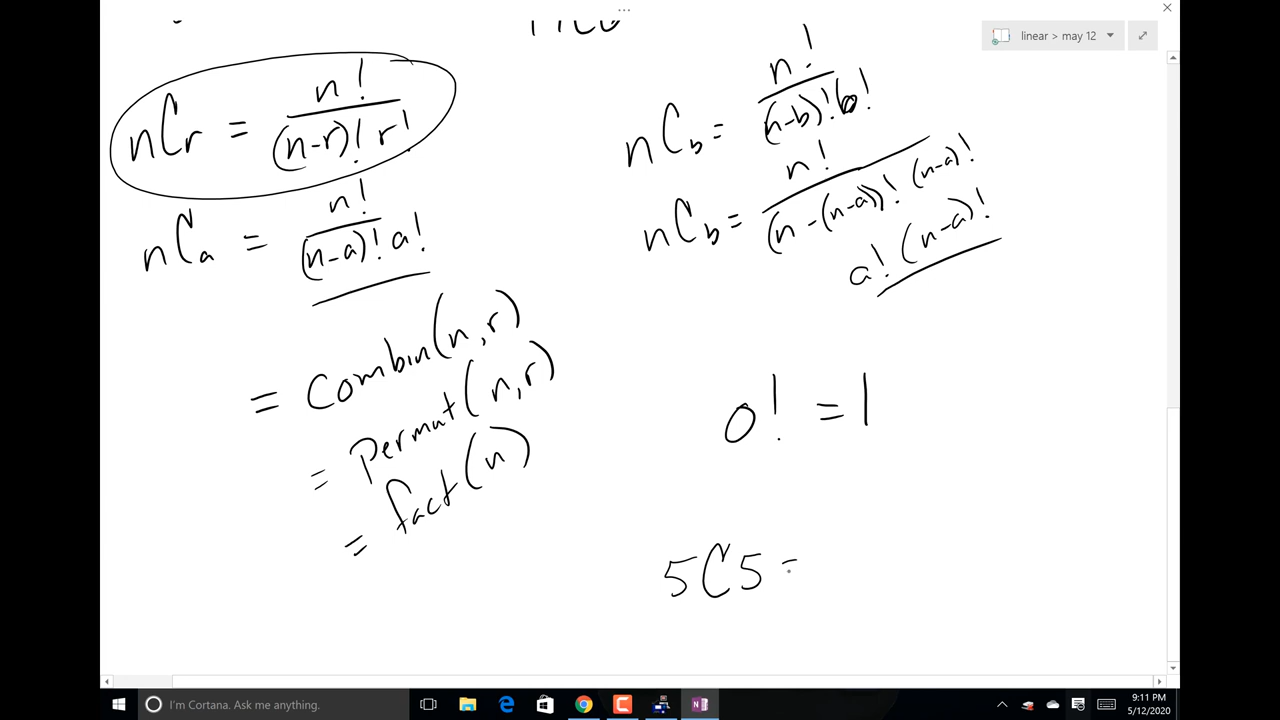 linear > may 12
nCr = n! / (n-r)! r!
nCb = n! / (n-b)! b!
nCa = n! / (n-a)! a!
nCb = n! / (n-(n-a))! (n-a)!
a! (n-a)!
= Combin(n,r)
= permut(n,r)
= fact(n)
0! = 1
5C5 =
I'm Cortana. Ask me anything.
9:11 PM
5/12/2020